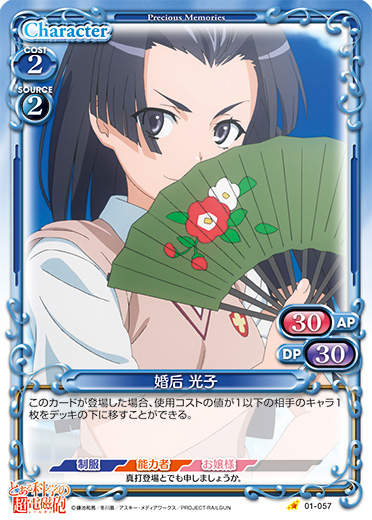 Precious Memories
Character
COST
2
SOURCE
2
30 AP
DP 30
婚后 光子
このカードが登場した場合、使用コストの値が1以下の相手のキャラ1
枚をデッキの下に移すことができる。
制服 能力者 お嬢様
真打登場とでも申しましょうか。
とある科学の
超電磁砲
©鎌池和馬／冬川基／アスキー・メディアワークス／PROJECT-RAILGUN
01-057